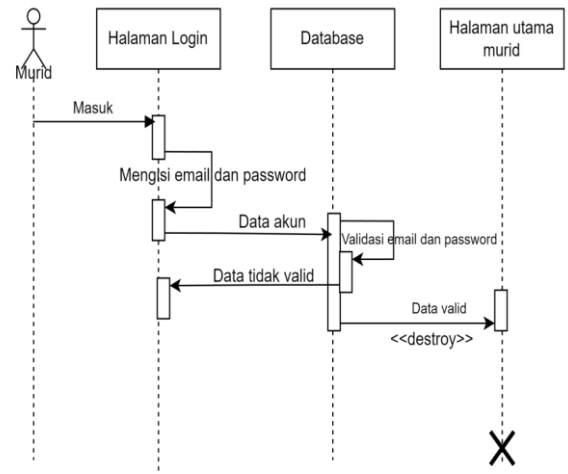 Murid
Halaman Login
Database
Halaman utama
murid
Masuk
Mengisi email dan password
Data akun
Validasi email dan password
Data tidak valid
Data valid
<<destroy>>